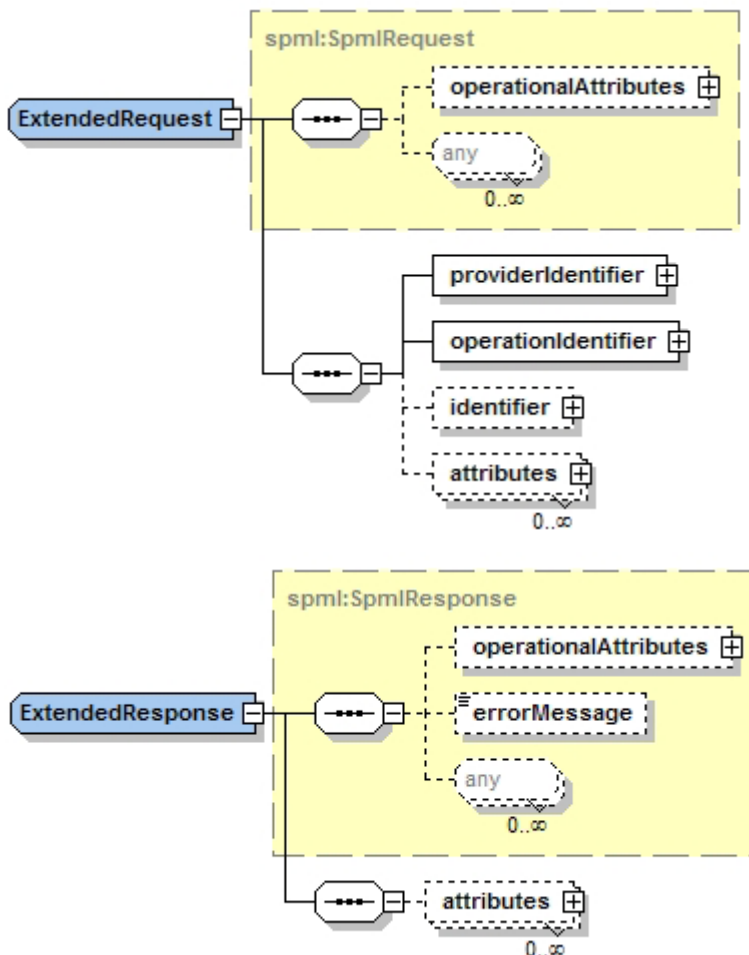 spml:SpmlRequest
operationalAttributes
ExtendedRequest
any
0..∞
providerIdentifier
operationIdentifier
identifier
attributes
0..∞
spml:SpmlResponse
operationalAttributes
ExtendedResponse
errorMessage
any
0..∞
attributes
0..∞